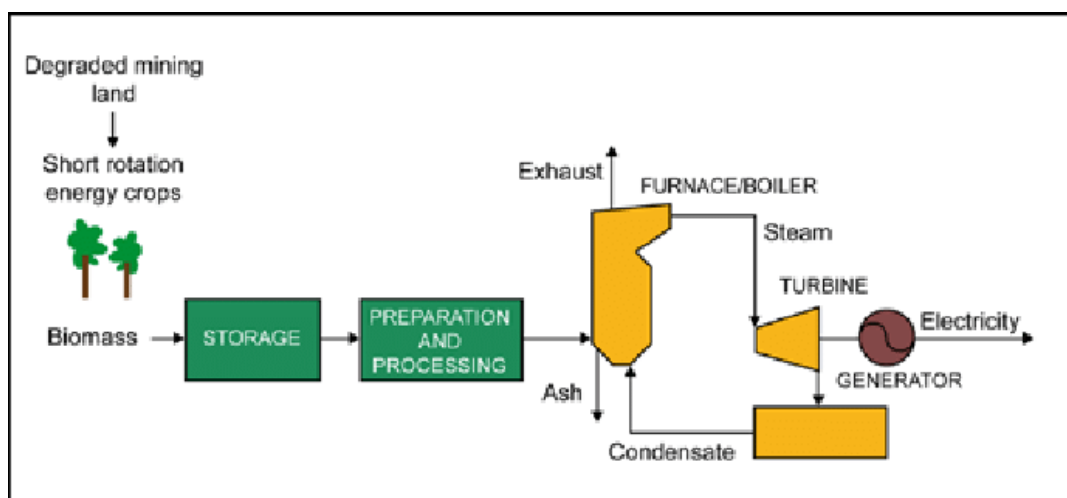 Degraded mining
land
Short rotation
energy crops
Exhaust
FURNACE/BOILER
Steam
TURBINE
Biomass
STORAGE
PREPARATION
AND
PROCESSING
Electricity
GENERATOR
Ash
Condensate